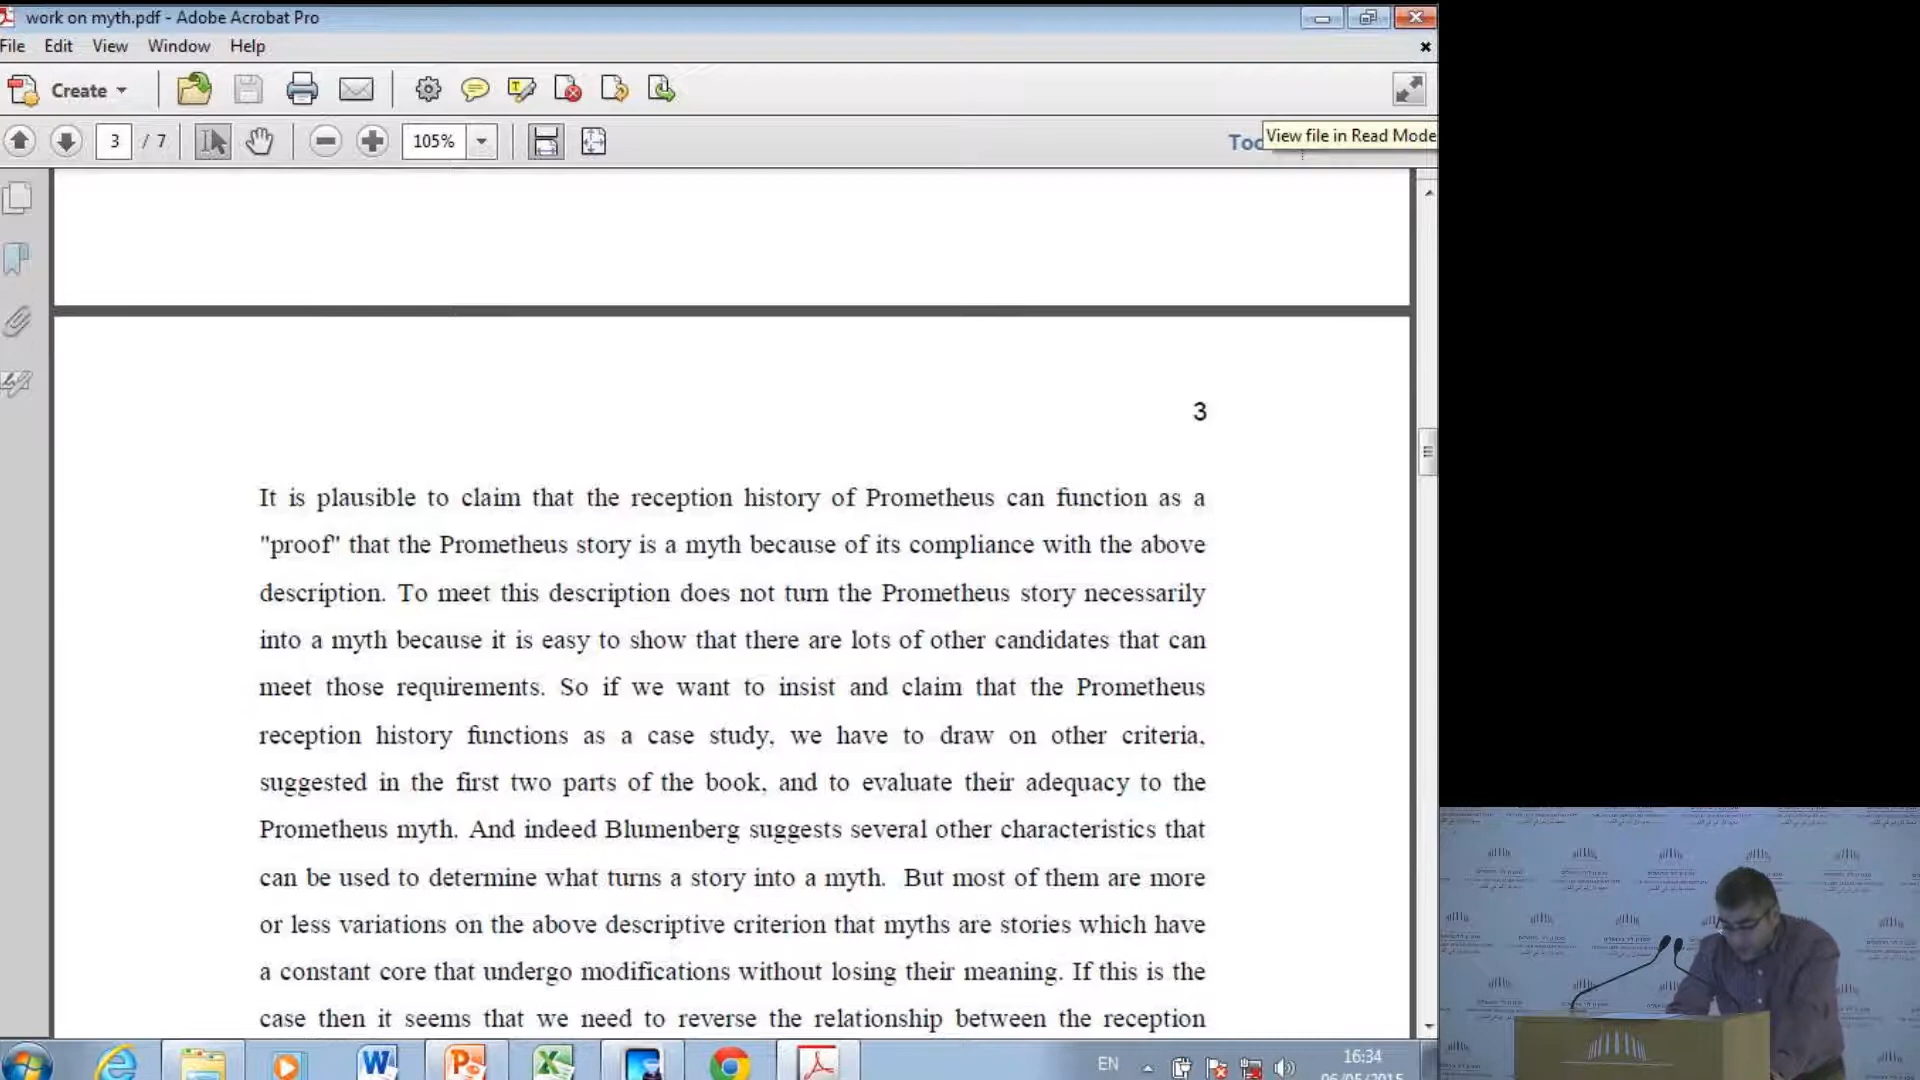 work on myth.pdf - Adobe Acrobat Pro
File Edit View Window Help
Create
3 / 7
105%
View file in Read Mode
3
It is plausible to claim that the reception history of Prometheus can function as a
"proof" that the Prometheus story is a myth because of its compliance with the above
description. To meet this description does not turn the Prometheus story necessarily
into a myth because it is easy to show that there are lots of other candidates that can
meet those requirements. So if we want to insist and claim that the Prometheus
reception history functions as a case study, we have to draw on other criteria,
suggested in the first two parts of the book, and to evaluate their adequacy to the
Prometheus myth. And indeed Blumenberg suggests several other characteristics that
can be used to determine what turns a story into a myth. But most of them are more
or less variations on the above descriptive criterion that myths are stories which have
a constant core that undergo modifications without losing their meaning. If this is the
case then it seems that we need to reverse the relationship between the reception
EN
16:34
06/05/2015